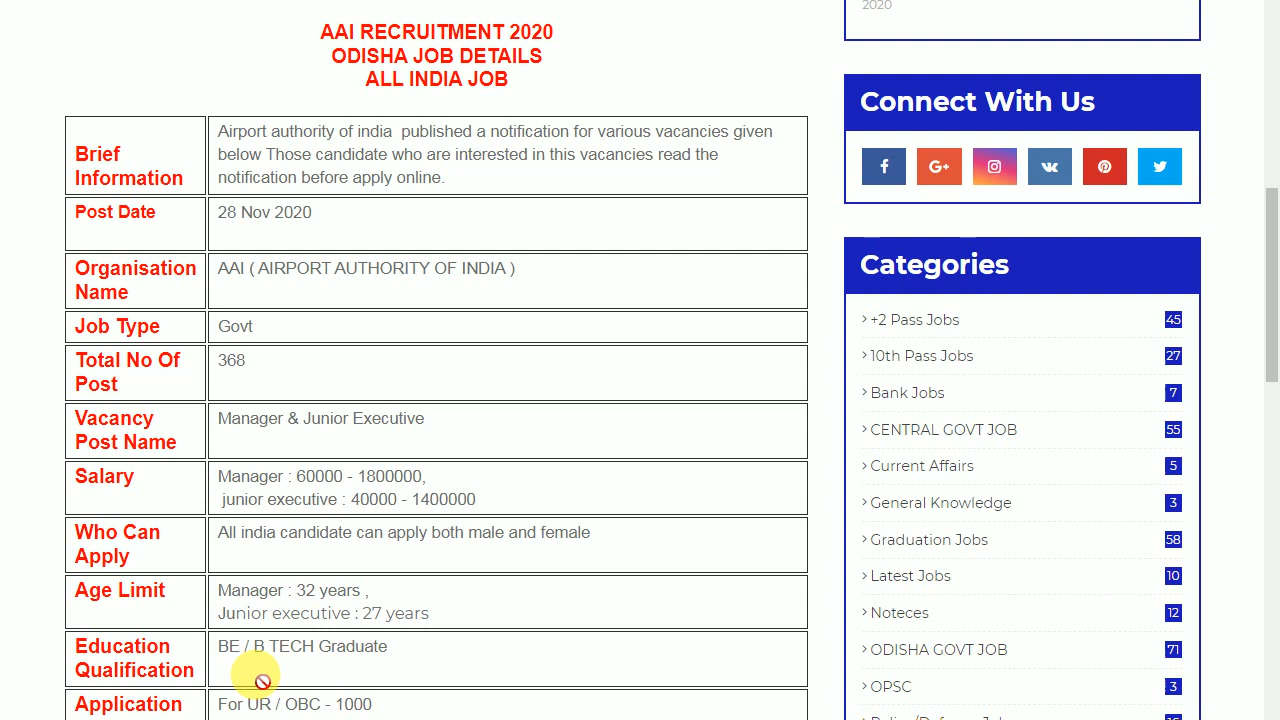 AAI RECRUITMENT 2020
ODISHA JOB DETAILS
ALL INDIA JOB
Brief
Information
Airport authority of india  published a notification for various vacancies given
below Those candidate who are interested in this vacancies read the
notification before apply online.
Post Date
28 Nov 2020
Organisation
Name
AAI ( AIRPORT AUTHORITY OF INDIA )
Job Type
Govt
Total No Of
Post
368
Vacancy
Post Name
Manager & Junior Executive
Salary
Manager : 60000 - 1800000,
junior executive : 40000 - 1400000
Who Can
Apply
All india candidate can apply both male and female
Age Limit
Manager : 32 years ,
Junior executive : 27 years
Education
Qualification
BE / B TECH Graduate
Application
For UR / OBC - 1000
2020
Connect With Us
Categories
+2 Pass Jobs 45
10th Pass Jobs 27
Bank Jobs 7
CENTRAL GOVT JOB 55
Current Affairs 5
General Knowledge 3
Graduation Jobs 58
Latest Jobs 10
Noteces 12
ODISHA GOVT JOB 71
OPSC 3